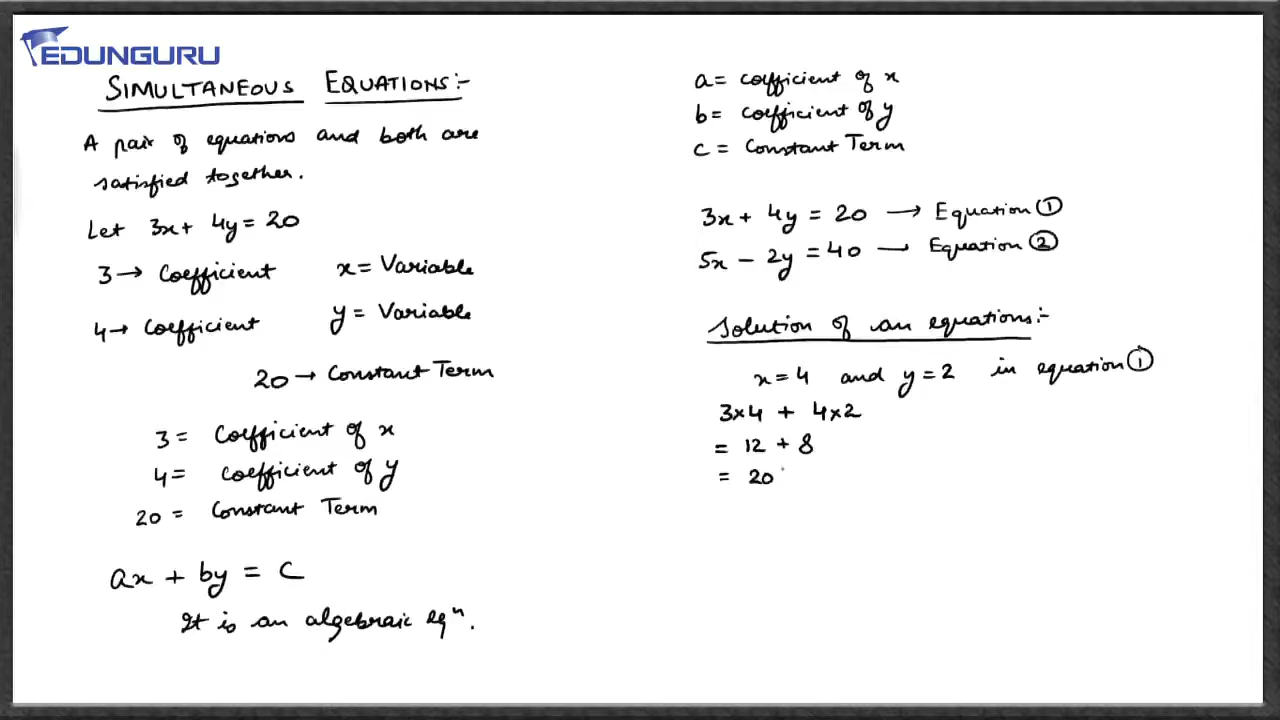 EDUNGURU
SIMULTANEOUS EQUATIONS:-
A pair of equations and both are
satisfied together.
Let 3x + 4y = 20
3 → Coefficient x = Variable
4 → Coefficient y = Variable
20 → Constant Term
3 = Coefficient of x
4 = Coefficient of y
20 = Constant Term
ax + by = c
It is an algebraic eqⁿ.
a = coefficient of x
b = coefficient of y
c = Constant Term
3x + 4y = 20 → Equation ①
5x - 2y = 40 — Equation ②
Solution of an equations:-
x = 4 and y = 2 in equation ①
3×4 + 4×2
= 12 + 8
= 20